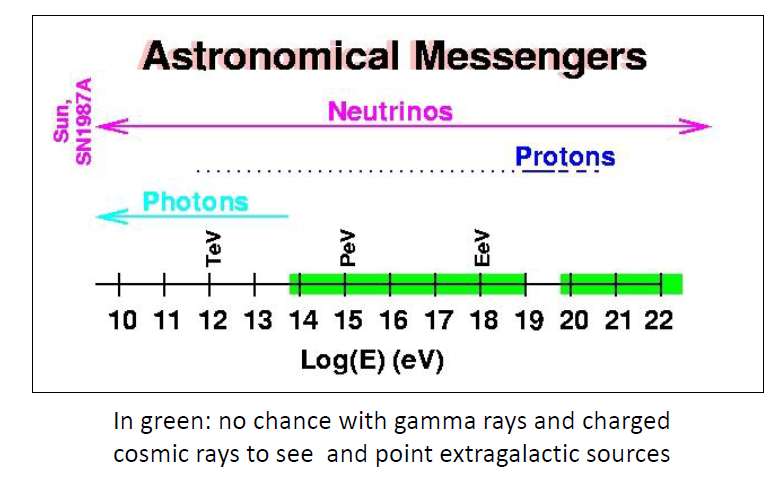 Astronomical Messengers
Sun,
SN1987A
Neutrinos
Protons
Photons
TeV
PeV
EeV
10 11 12 13 14 15 16 17 18 19 20 21 22
Log(E) (eV)
In green: no chance with gamma rays and charged
cosmic rays to see and point extragalactic sources